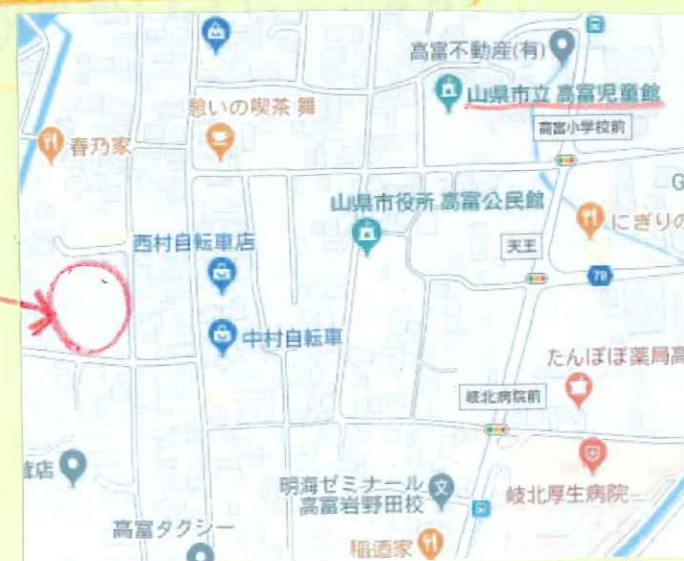 高富不動産(有)
山県市立 高富児童館
憩いの喫茶 舞
高富小学校前
春乃家
山県市役所 高富公民館
にぎりの
西村自転車店
天王
79
中村自転車
たんぽぽ薬局高
岐北病院前
茸店
明海ゼミナール
高富岩野田校
岐北厚生病院
高富タクシー
稲廼家
G